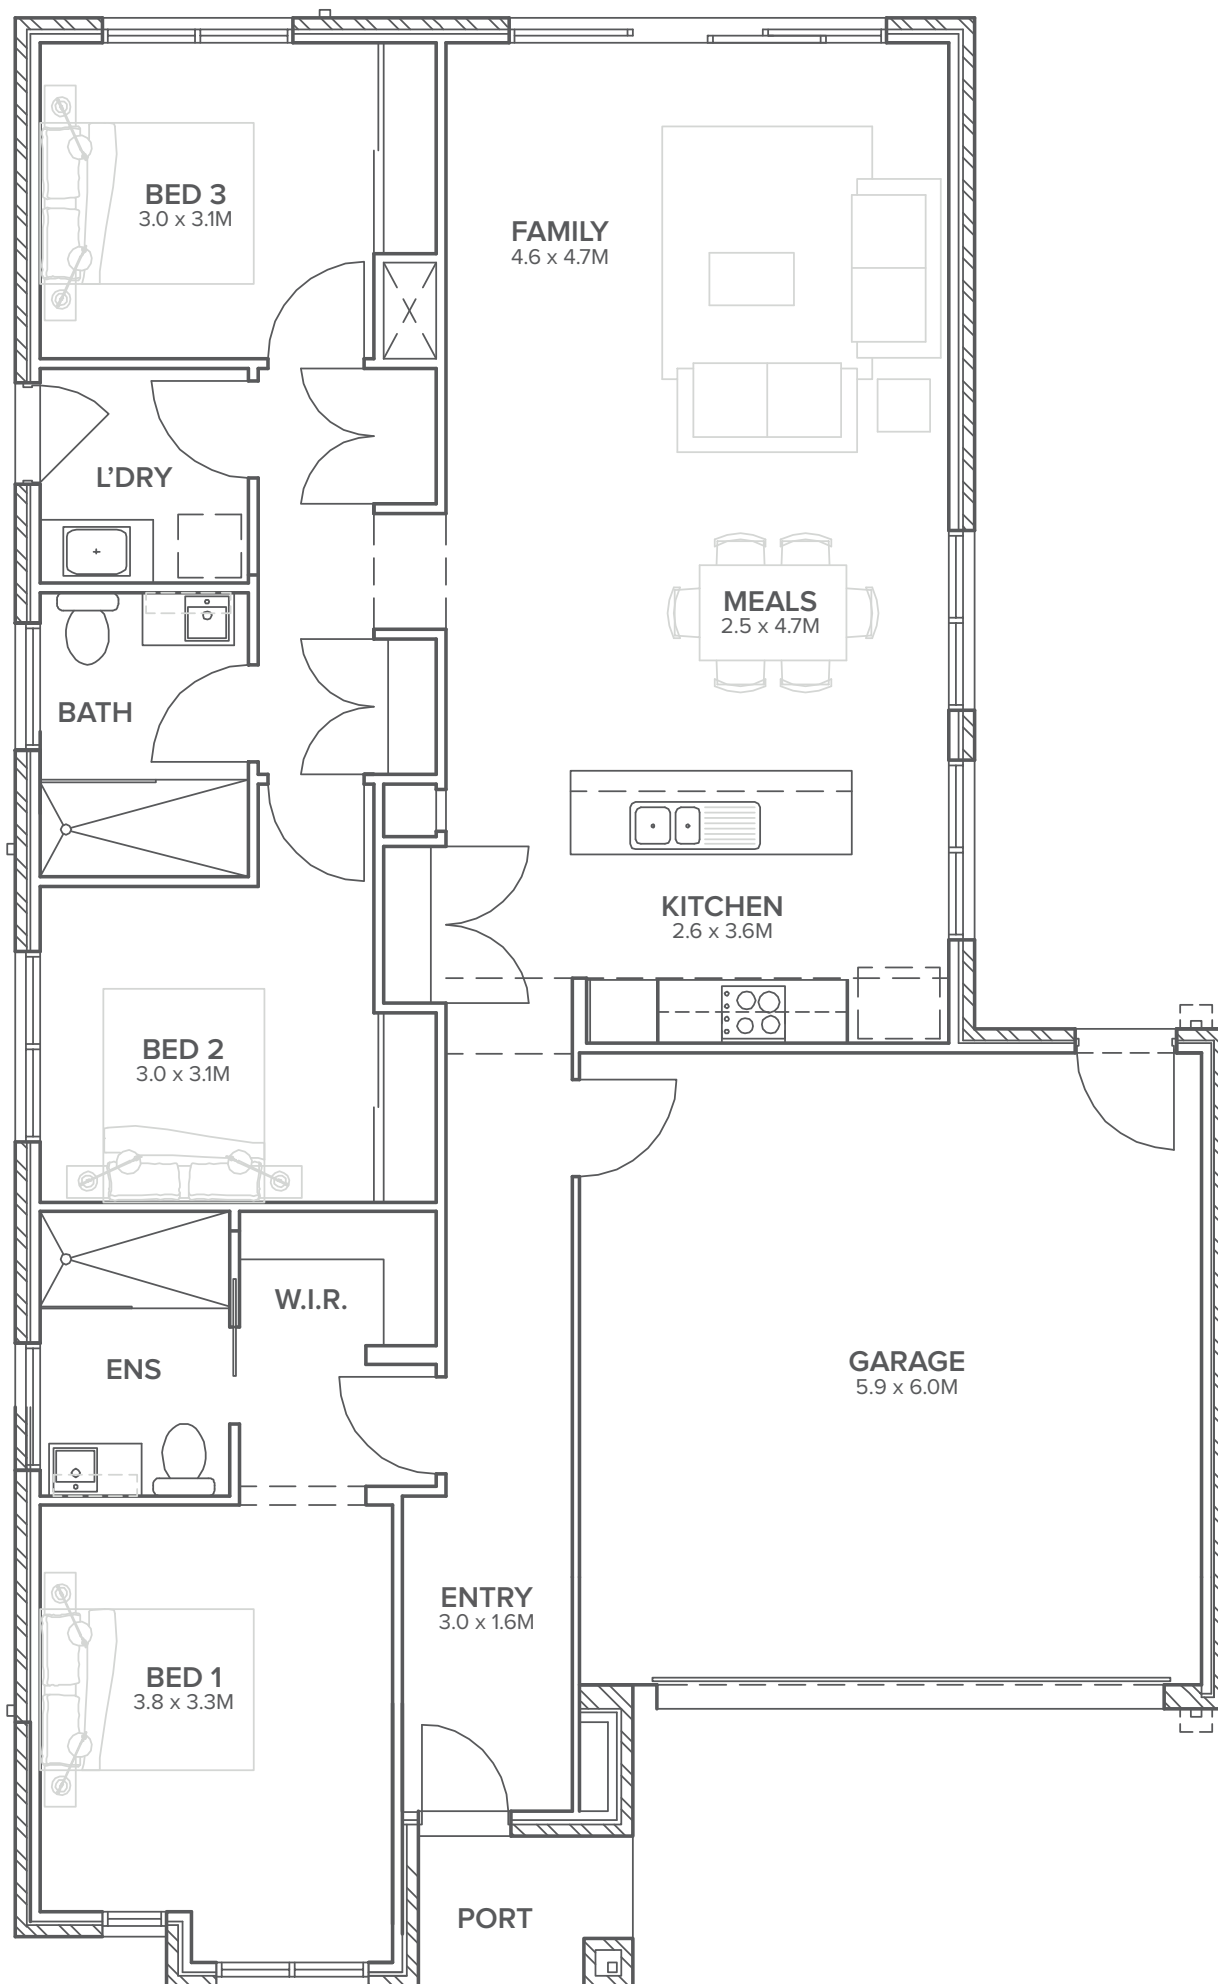 BED 3
3.0 x 3.1M
FAMILY
4.6 x 4.7M
L'DRY
MEALS
2.5 x 4.7M
BATH
KITCHEN
2.6 x 3.6M
BED 2
3.0 x 3.1M
W.I.R.
ENS
GARAGE
5.9 x 6.0M
ENTRY
3.0 x 1.6M
BED 1
3.8 x 3.3M
PORT